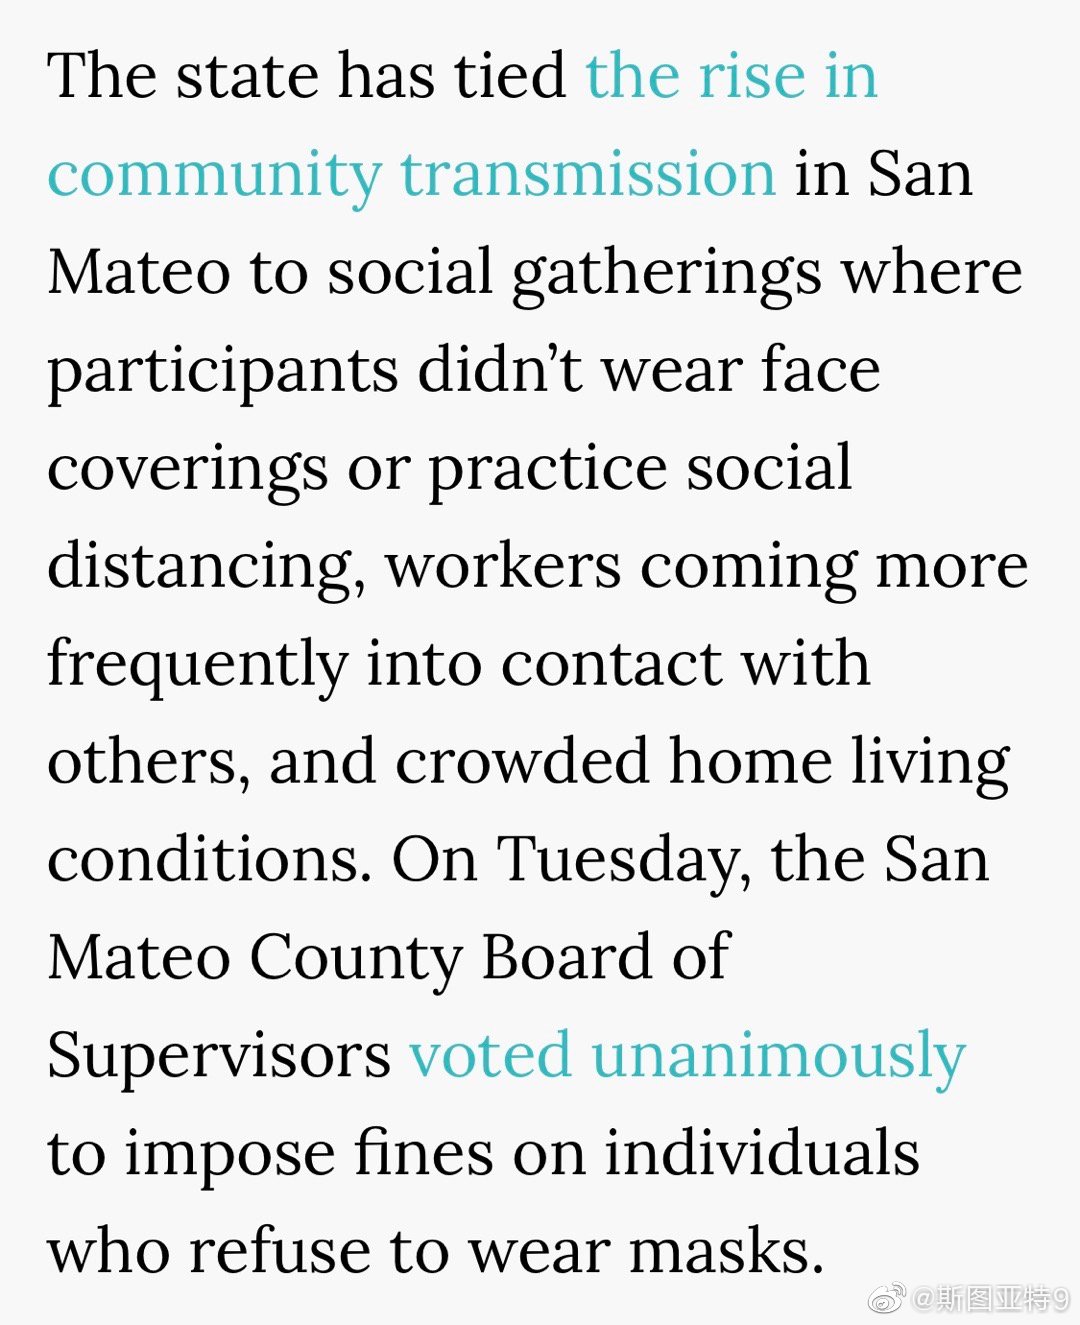 The state has tied the rise in
community transmission in San
Mateo to social gatherings where
participants didn’t wear face
coverings or practice social
distancing, workers coming more
frequently into contact with
others, and crowded home living
conditions. On Tuesday, the San
Mateo County Board of
Supervisors voted unanimously
to impose fines on individuals
who refuse to wear masks.
@斯图亚特9